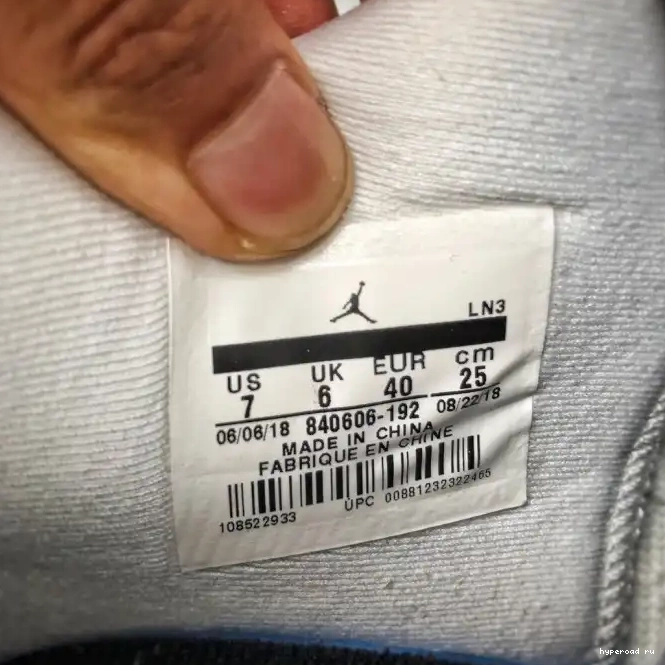 LN3
US UK EUR cm
7 6 40 25
06/06/18 840606-192 08/22/18
MADE IN CHINA
FABRIQUE EN CHINE
108522933 UPC 00881232322465
hyperoad ru